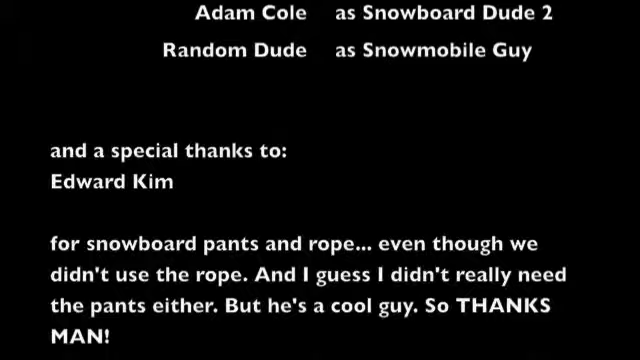 Adam Cole as Snowboard Dude 2
Random Dude as Snowmobile Guy
and a special thanks to:
Edward Kim
for snowboard pants and rope... even though we
didn't use the rope. And I guess I didn't really need
the pants either. But he's a cool guy. So THANKS
MAN!